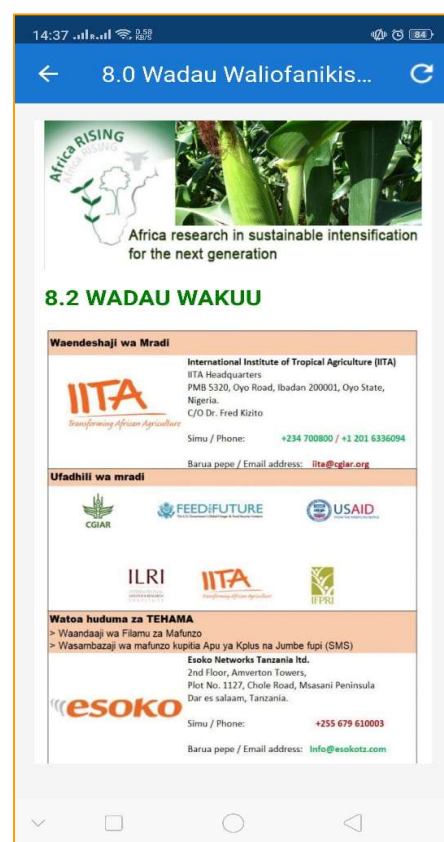 14:37
0.58
KB/S
84
8.0 Wadau Waliofanikis...
Africa RISING
Africa research in sustainable intensification
for the next generation
8.2 WADAU WAKUU
Waendeshaji wa Mradi
International Institute of Tropical Agriculture (IITA)
IITA Headquarters
PMB 5320, Oyo Road, Ibadan 200001, Oyo State,
Nigeria.
C/O Dr. Fred Kizito
IITA
Transforming African Agriculture
Simu / Phone: +234 700800 / +1 201 6336094
Barua pepe / Email address: iita@cgiar.org
Ufadhili wa mradi
CGIAR
FEEDIFUTURE
USAID
ILRI
IITA
Transforming African Agriculture
IFPRI
Watoa huduma za TEHAMA
> Waandaaji wa Filamu za Mafunzo
> Wasambazaji wa mafunzo kupitia Apu ya Kplus na Jumbe fupi (SMS)
Esoko Networks Tanzania ltd.
2nd Floor, Amverton Towers,
Plot No. 1127, Chole Road, Msasani Peninsula
Dar es salaam, Tanzania.
esoko
Simu / Phone: +255 679 610003
Barua pepe / Email address: Info@esokotz.com